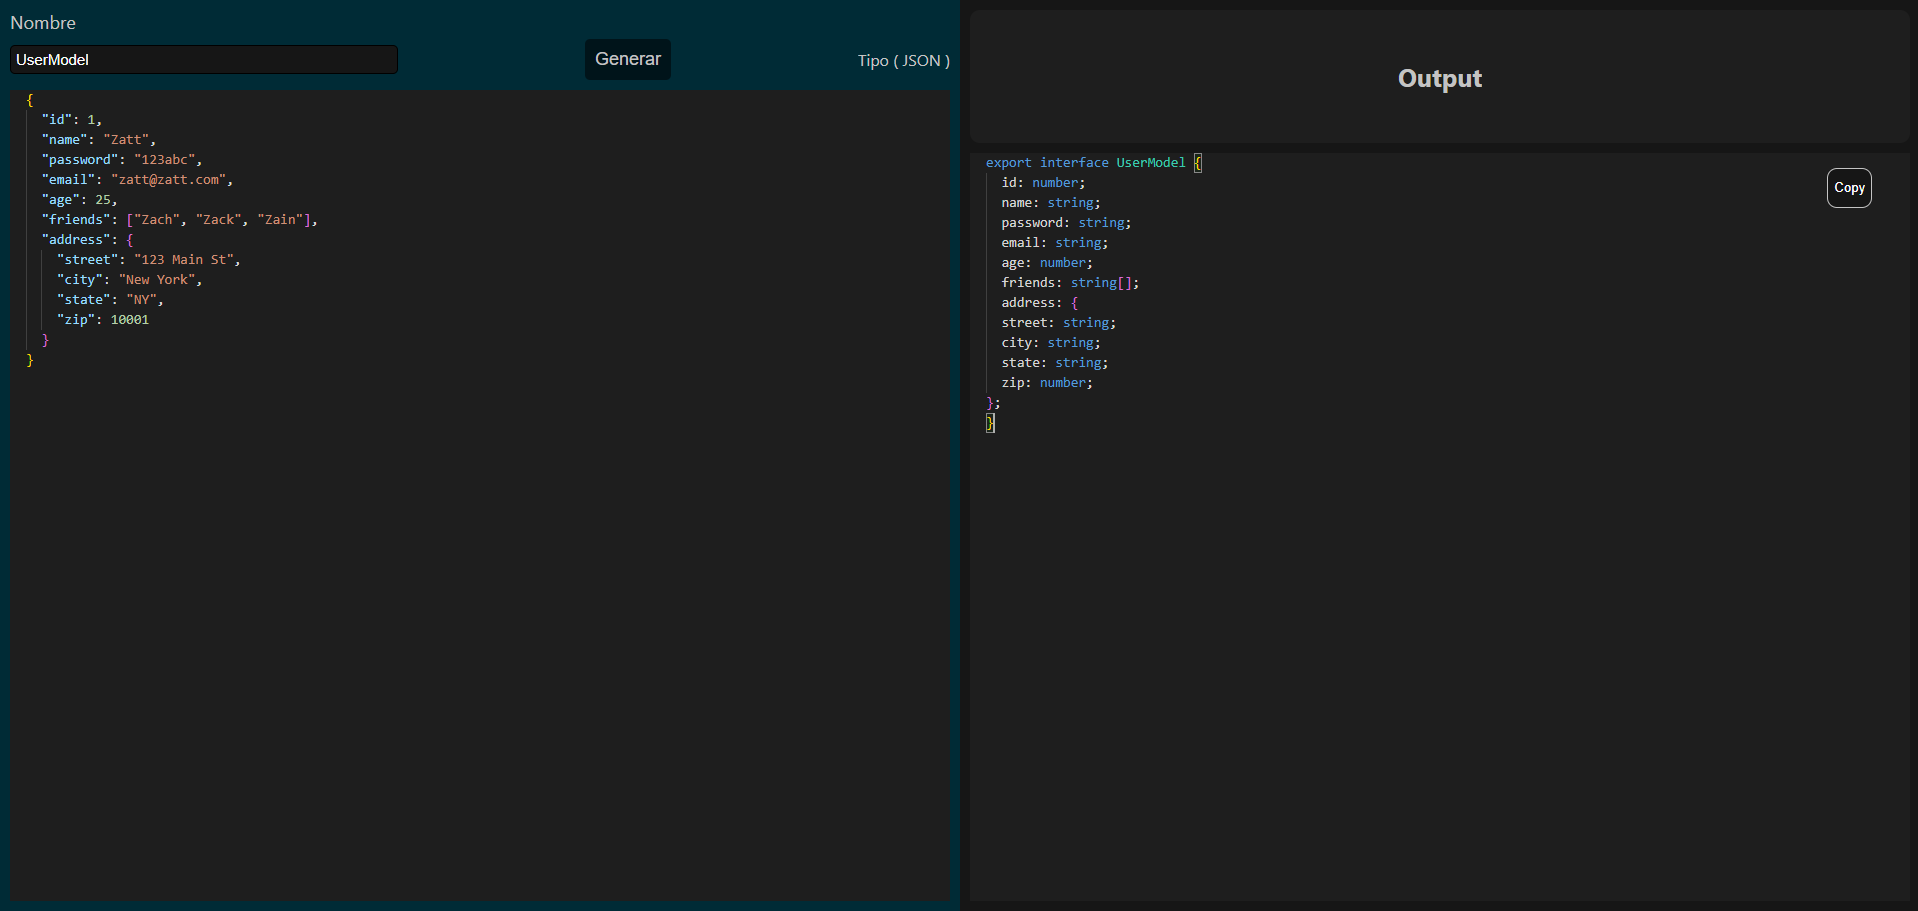 Nombre
UserModel
Generar
Tipo ( JSON )
{
  "id": 1,
  "name": "Zatt",
  "password": "123abc",
  "email": "zatt@zatt.com",
  "age": 25,
  "friends": ["Zach", "Zack", "Zain"],
  "address": {
    "street": "123 Main St",
    "city": "New York",
    "state": "NY",
    "zip": 10001
  }
}
Output
Copy
export interface UserModel {
  id: number;
  name: string;
  password: string;
  email: string;
  age: number;
  friends: string[];
  address: {
  street: string;
  city: string;
  state: string;
  zip: number;
};
}